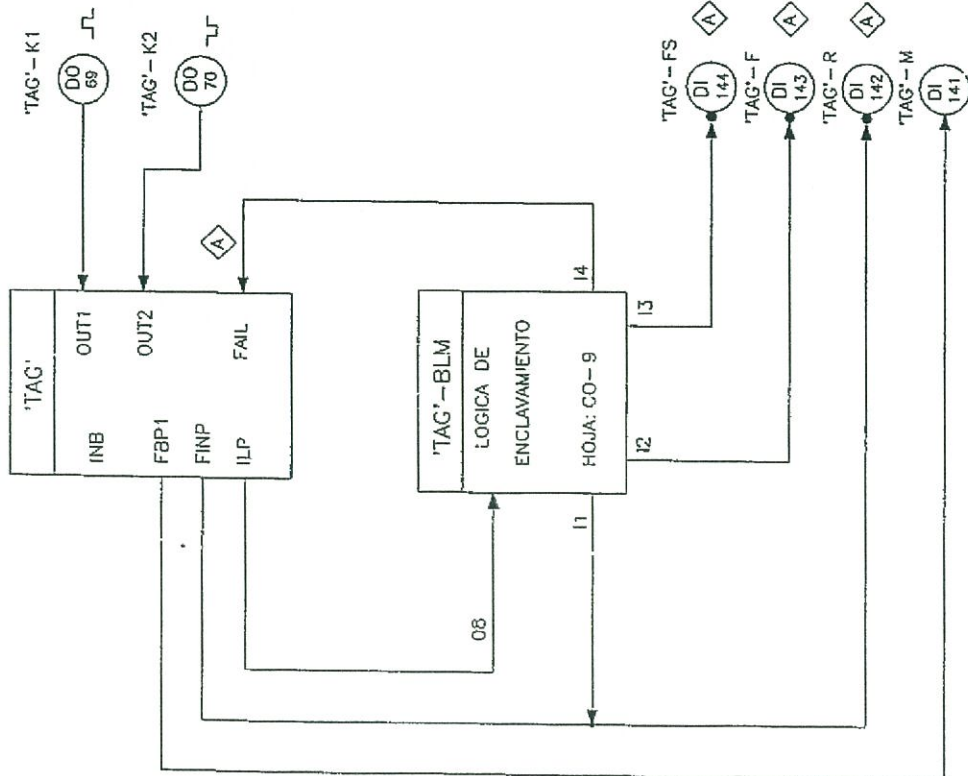 'TAG'-K1
DO
69
'TAG'-K2
DO
70
'TAG'
INB
OUT1
FBP1
OUT2
FINP
ILP
FAIL
A
'TAG'-BLM
LOGICA DE
ENCLAVAMIENTO
HOJA: CO-9
08
I1
I2
I3
I4
'TAG'-FS
DI
144
A
'TAG'-F
DI
143
A
'TAG'-R
DI
142
A
'TAG'-M
DI
141